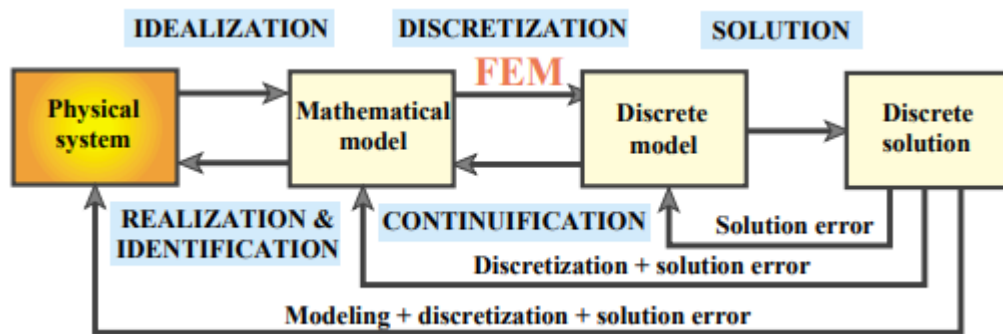 IDEALIZATION
DISCRETIZATION
SOLUTION
FEM
Physical
system
Mathematical
model
Discrete
model
Discrete
solution
REALIZATION &
IDENTIFICATION
CONTINUIFICATION
Solution error
Discretization + solution error
Modeling + discretization + solution error